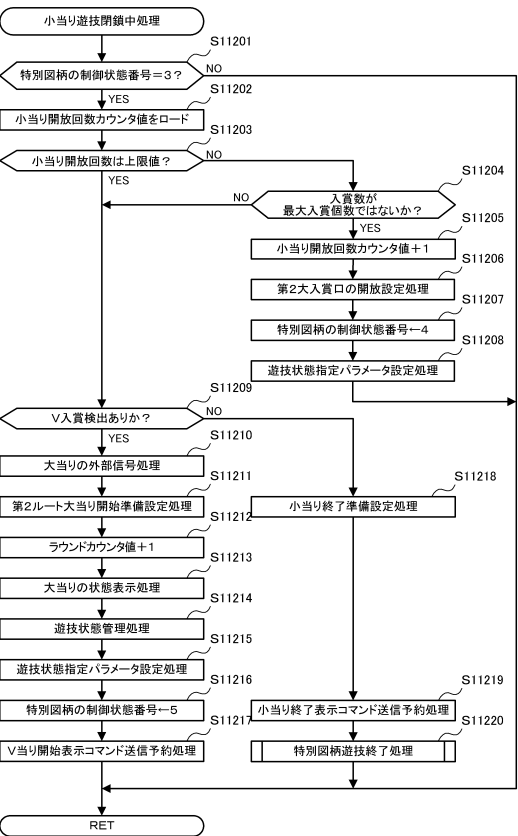 小当り遊技閉鎖中処理
S11201
特別図柄の制御状態番号=3?
NO
YES
S11202
小当り開放回数カウンタ値をロード
S11203
小当り開放回数は上限値?
NO
YES
S11204
入賞数が
最大入賞個数ではないか?
NO
YES
S11205
小当り開放回数カウンタ値+1
S11206
第2大入賞口の開放設定処理
S11207
特別図柄の制御状態番号←4
S11208
遊技状態指定パラメータ設定処理
S11209
V入賞検出ありか?
NO
YES
S11210
大当りの外部信号処理
S11211
第2ルート大当り開始準備設定処理
S11212
ラウンドカウンタ値+1
S11213
大当りの状態表示処理
S11214
遊技状態管理処理
S11215
遊技状態指定パラメータ設定処理
S11216
特別図柄の制御状態番号←5
S11217
V当り開始表示コマンド送信予約処理
S11218
小当り終了準備設定処理
S11219
小当り終了表示コマンド送信予約処理
S11220
特別図柄遊技終了処理
RET